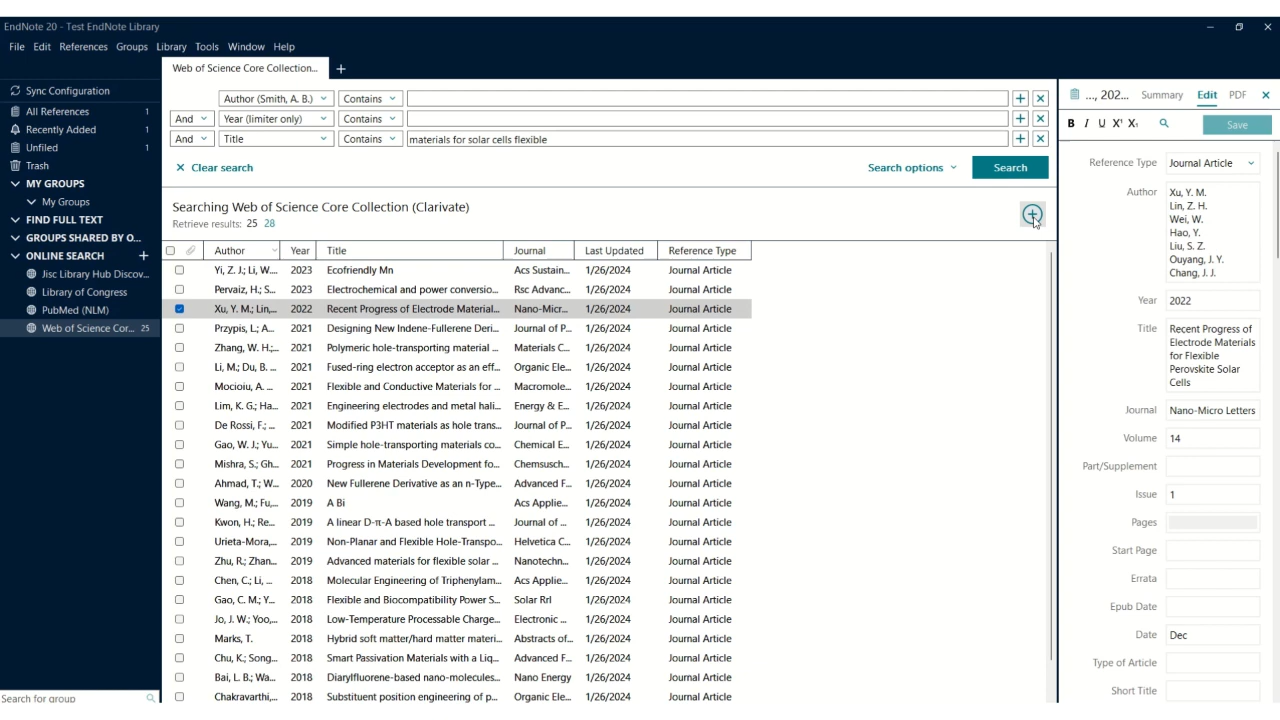 EndNote 20 - Test EndNote Library
File Edit References Groups Library Tools Window Help
Web of Science Core Collection...
Sync Configuration
All References 1
Recently Added 1
Unfiled 1
Trash
MY GROUPS
My Groups
FIND FULL TEXT
GROUPS SHARED BY O...
ONLINE SEARCH +
Jisc Library Hub Discov...
Library of Congress
PubMed (NLM)
Web of Science Cor... 25
Search for group
Author (Smith, A. B.) Contains
And Year (limiter only) Contains
And Title Contains materials for solar cells flexible
Clear search Search options Search
Searching Web of Science Core Collection (Clarivate)
Retrieve results: 25 28
Author Year Title Journal Last Updated Reference Type
Yi, Z. J.; Li, W.... 2023 Ecofriendly Mn Acs Sustain... 1/26/2024 Journal Article
Pervaiz, H.; S... 2023 Electrochemical and power conversio... Rsc Advanc... 1/26/2024 Journal Article
Xu, Y. M.; Lin,... 2022 Recent Progress of Electrode Material... Nano-Micr... 1/26/2024 Journal Article
Przypis, L.; A... 2021 Designing New Indene-Fullerene Deri... Journal of P... 1/26/2024 Journal Article
Zhang, W. H.;... 2021 Polymeric hole-transporting material ... Materials C... 1/26/2024 Journal Article
Li, M.; Du, B. ... 2021 Fused-ring electron acceptor as an eff... Organic Ele... 1/26/2024 Journal Article
Mocioiu, A. ... 2021 Flexible and Conductive Materials for ... Macromole... 1/26/2024 Journal Article
Lim, K. G.; Ha... 2021 Engineering electrodes and metal hali... Energy & E... 1/26/2024 Journal Article
De Rossi, F.; ... 2021 Modified P3HT materials as hole trans... Journal of P... 1/26/2024 Journal Article
Gao, W. J.; Yu... 2021 Simple hole-transporting materials co... Chemical E... 1/26/2024 Journal Article
Mishra, S.; Gh... 2021 Progress in Materials Development fo... Chemsusch... 1/26/2024 Journal Article
Ahmad, T.; W... 2020 New Fullerene Derivative as an n-Type... Advanced F... 1/26/2024 Journal Article
Wang, M.; Fu,... 2019 A Bi Acs Applie... 1/26/2024 Journal Article
Kwon, H.; Re... 2019 A linear D-π-A based hole transport ... Journal of ... 1/26/2024 Journal Article
Urieta-Mora,... 2019 Non-Planar and Flexible Hole-Transpo... Helvetica C... 1/26/2024 Journal Article
Zhu, R.; Zhan... 2019 Advanced materials for flexible solar ... Nanotechn... 1/26/2024 Journal Article
Chen, C.; Li, ... 2018 Molecular Engineering of Triphenylam... Acs Applie... 1/26/2024 Journal Article
Gao, C. M.; Y... 2018 Flexible and Biocompatibility Power S... Solar Rrl 1/26/2024 Journal Article
Jo, J. W.; Yoo,... 2018 Low-Temperature Processable Charge... Electronic ... 1/26/2024 Journal Article
Marks, T. 2018 Hybrid soft matter/hard matter materi... Abstracts of... 1/26/2024 Journal Article
Chu, K.; Song... 2018 Smart Passivation Materials with a Liq... Advanced F... 1/26/2024 Journal Article
Bai, L. B.; Wa... 2018 Diarylfluorene-based nano-molecules... Nano Energy 1/26/2024 Journal Article
Chakravarthi,... 2018 Substituent position engineering of p... Organic Ele... 1/26/2024 Journal Article
..., 202... Summary Edit PDF
B I U X¹ X₁ Save
Reference Type Journal Article
Author Xu, Y. M.
Lin, Z. H.
Wei, W.
Hao, Y.
Liu, S. Z.
Ouyang, J. Y.
Chang, J. J.
Year 2022
Title Recent Progress of
Electrode Materials
for Flexible
Perovskite Solar
Cells
Journal Nano-Micro Letters
Volume 14
Part/Supplement
Issue 1
Pages
Start Page
Errata
Epub Date
Date Dec
Type of Article
Short Title